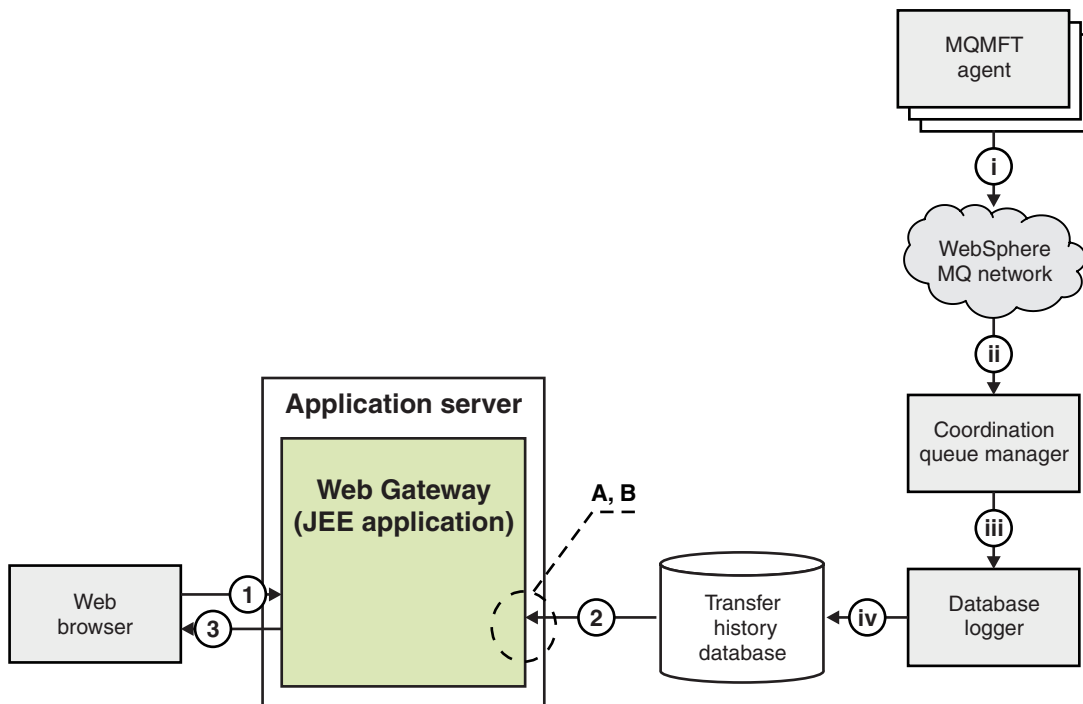 MQMFT
agent
i
WebSphere
MQ network
ii
Application server
Coordination
queue manager
Web Gateway
(JEE application)
A, B
iii
1
Web
browser
3
2
Transfer
history
database
iv
Database
logger